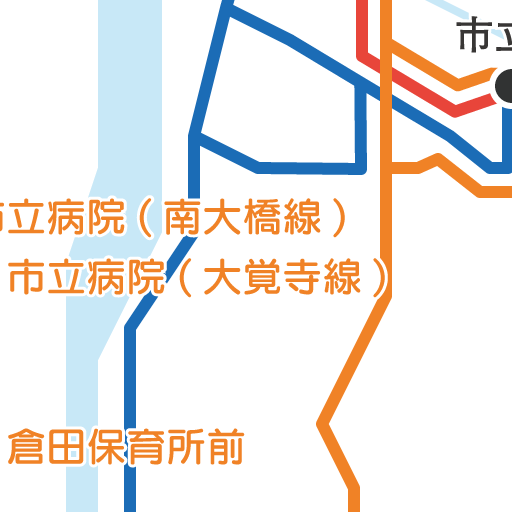 市立
市立病院（南大橋線）
市立病院（大覚寺線）
倉田保育所前